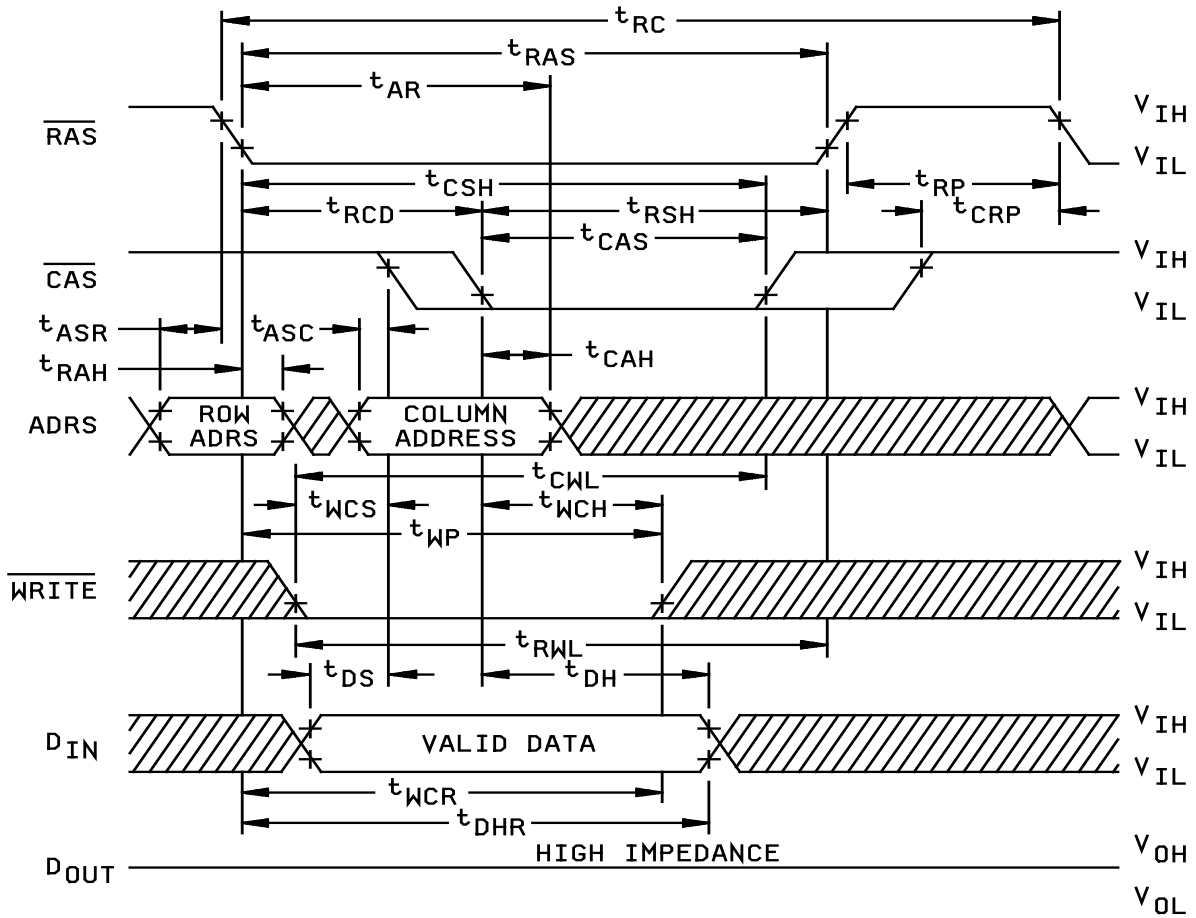 tRC
tRAS
tAR
RAS
VIH
VIL
tCSH
tRP
tRCD
tRSH
tCRP
tCAS
CAS
VIH
VIL
tASR
tASC
tCAH
tRAH
ADRS
ROW
ADRS
COLUMN
ADDRESS
VIH
VIL
tCWL
tWCS
tWCH
tWP
WRITE
VIH
VIL
tRWL
tDS
tDH
DIN
VALID DATA
VIH
VIL
tWCR
tDHR
HIGH IMPEDANCE
DOUT
VOH
VOL